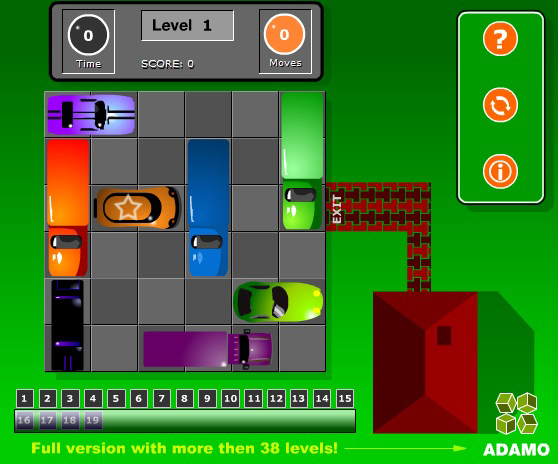 0
Level 1
0
Time
SCORE: 0
Moves
?
EXIT
1 2 3 4 5 6 7 8 9 10 11 12 13 14 15
16 17 18 19
Full version with more then 38 levels!
ADAMO